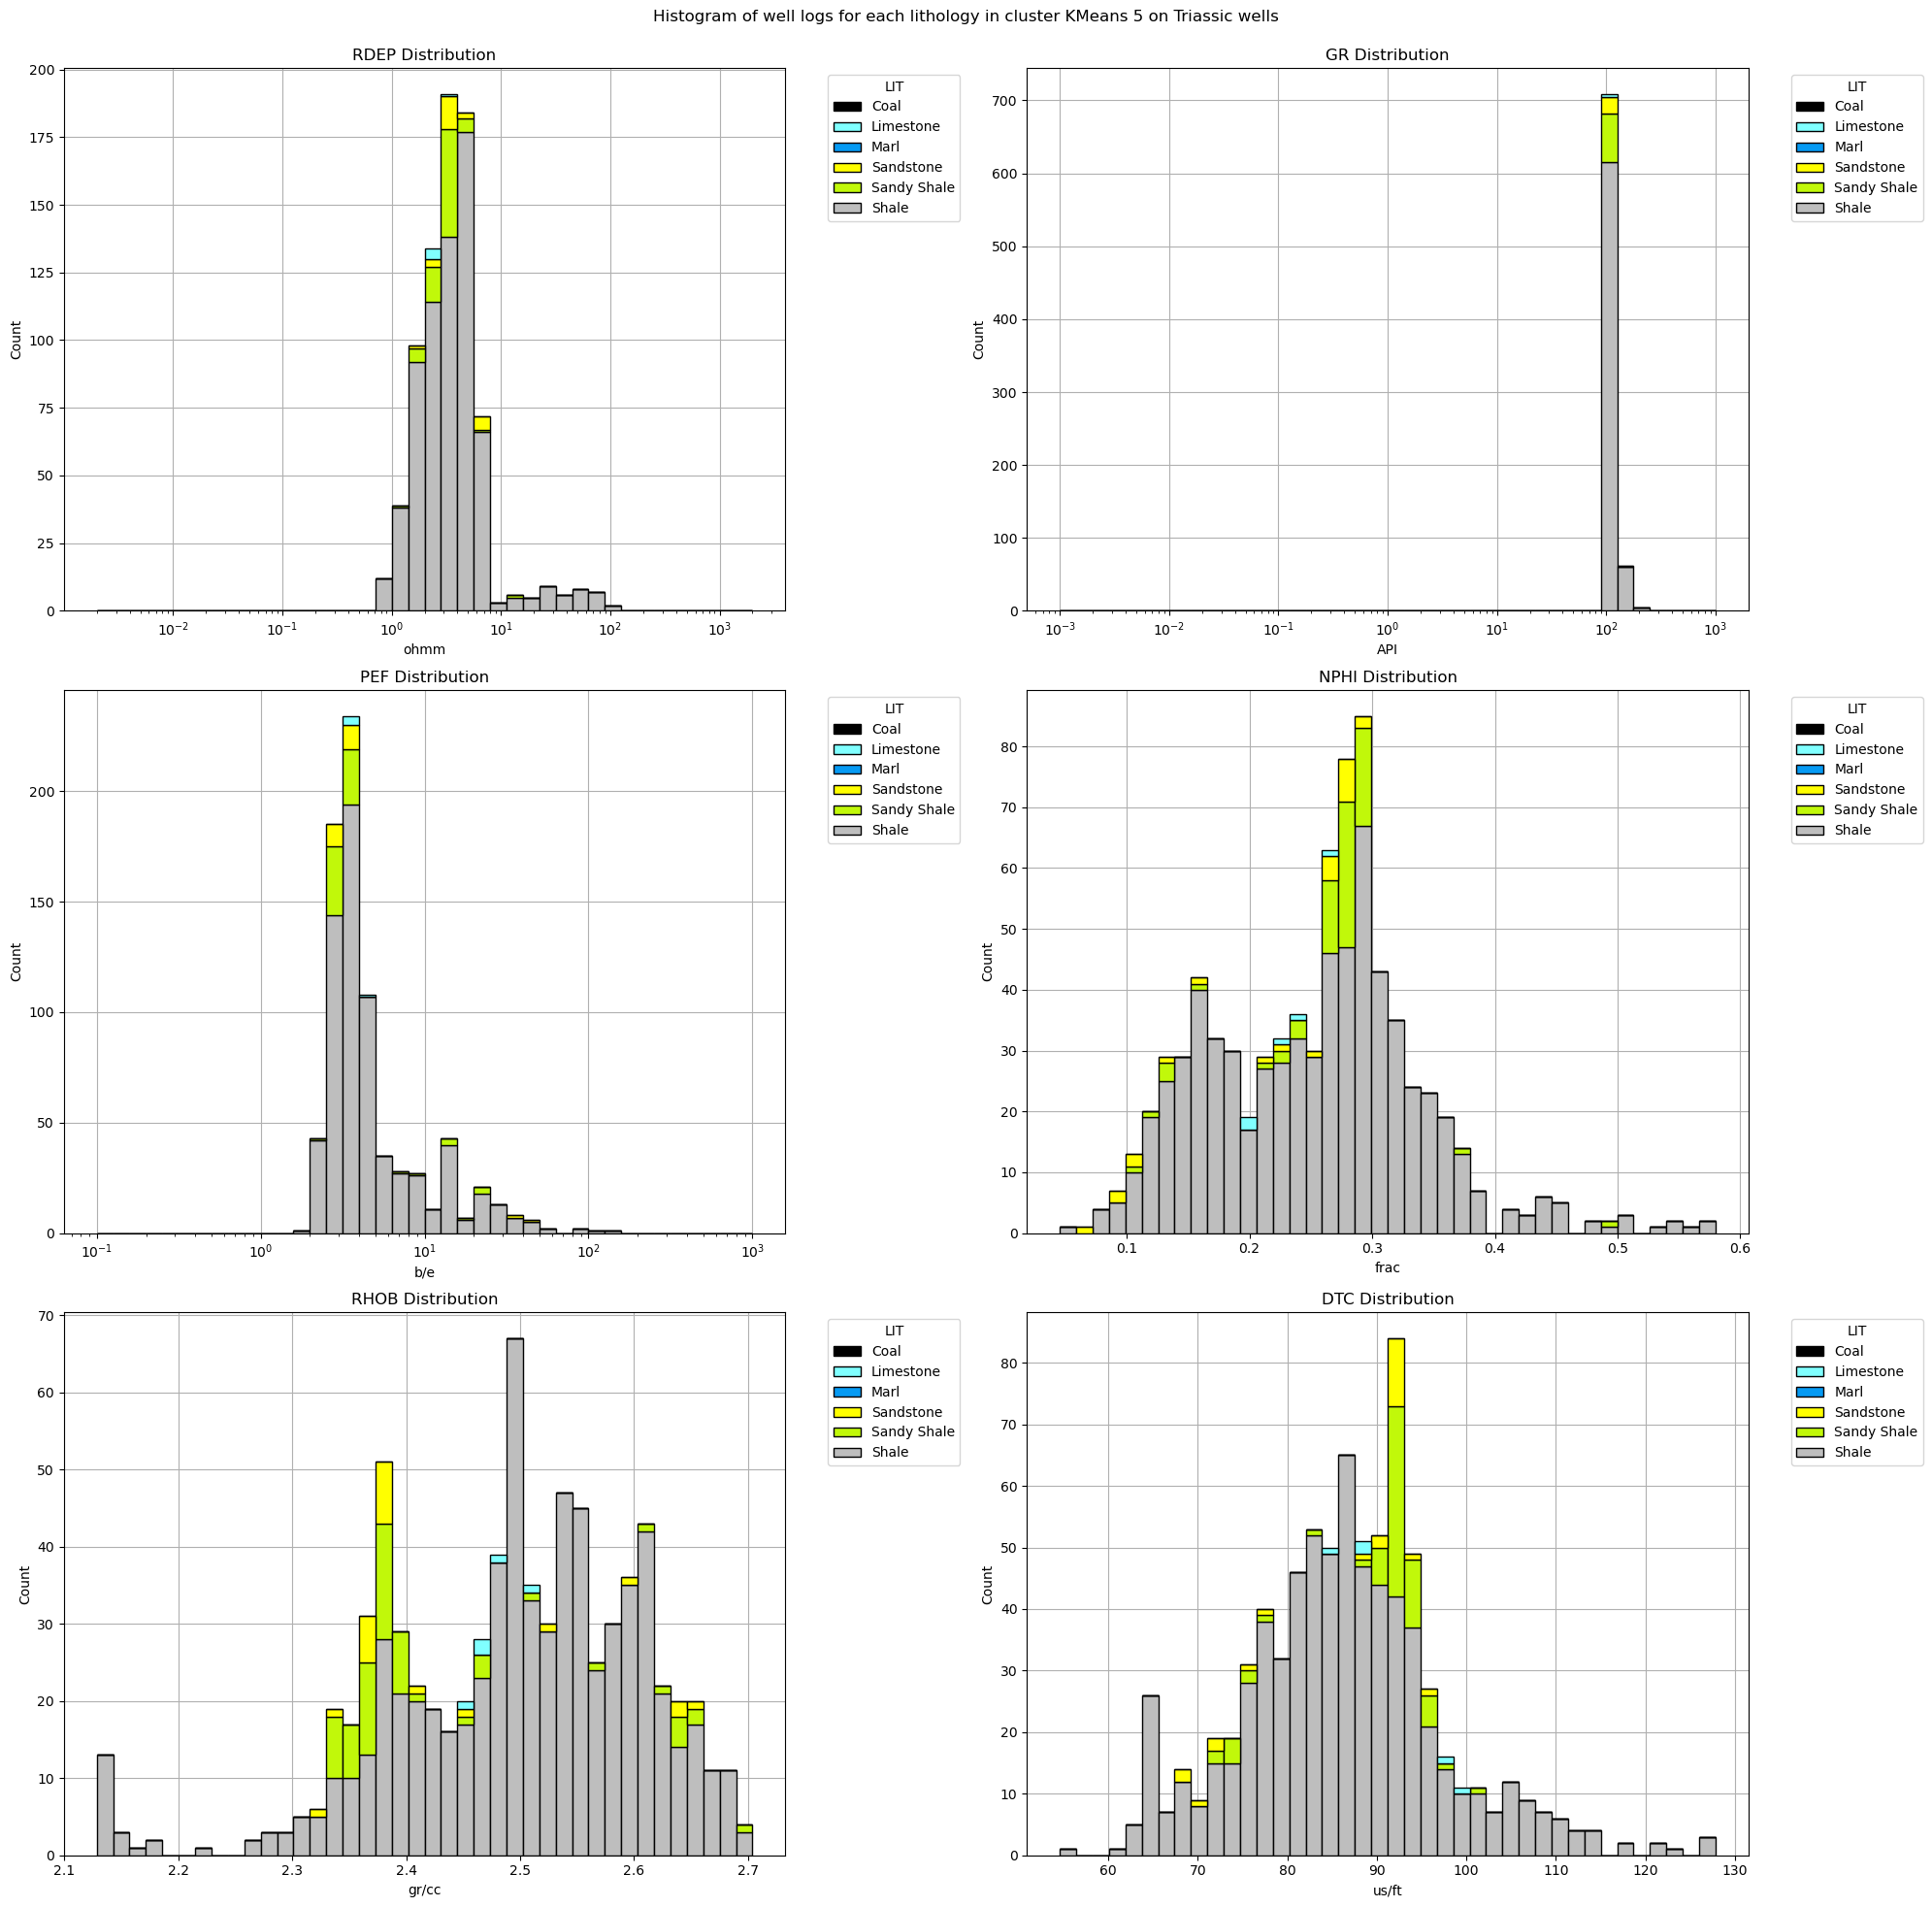 Histogram of well logs for each lithology in cluster KMeans 5 on Triassic wells
RDEP Distribution
Count
200
175
150
125
100
75
50
25
0
10⁻²
10⁻¹
10⁰
10¹
10²
10³
ohmm
LIT
Coal
Limestone
Marl
Sandstone
Sandy Shale
Shale
GR Distribution
Count
700
600
500
400
300
200
100
0
10⁻³
10⁻²
10⁻¹
10⁰
10¹
10²
10³
API
LIT
Coal
Limestone
Marl
Sandstone
Sandy Shale
Shale
PEF Distribution
Count
200
150
100
50
0
10⁻¹
10⁰
10¹
10²
10³
b/e
LIT
Coal
Limestone
Marl
Sandstone
Sandy Shale
Shale
NPHI Distribution
Count
80
70
60
50
40
30
20
10
0
0.1
0.2
0.3
0.4
0.5
0.6
frac
LIT
Coal
Limestone
Marl
Sandstone
Sandy Shale
Shale
RHOB Distribution
Count
70
60
50
40
30
20
10
0
2.1
2.2
2.3
2.4
2.5
2.6
2.7
gr/cc
LIT
Coal
Limestone
Marl
Sandstone
Sandy Shale
Shale
DTC Distribution
Count
80
70
60
50
40
30
20
10
0
60
70
80
90
100
110
120
130
us/ft
LIT
Coal
Limestone
Marl
Sandstone
Sandy Shale
Shale